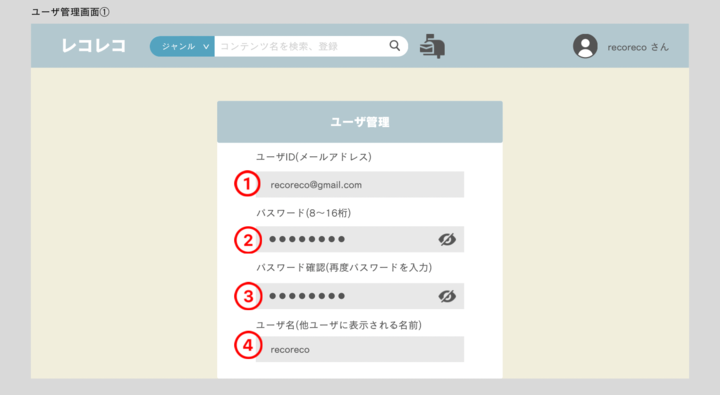 ユーザ管理画面①
レコレコ
ジャンル
コンテンツ名を検索、登録
recoreco さん
ユーザ管理
ユーザID(メールアドレス)
1
recoreco@gmail.com
パスワード(8〜16桁)
2
●●●●●●●●
パスワード確認(再度パスワードを入力)
3
●●●●●●●●
ユーザ名(他ユーザに表示される名前)
4
recoreco